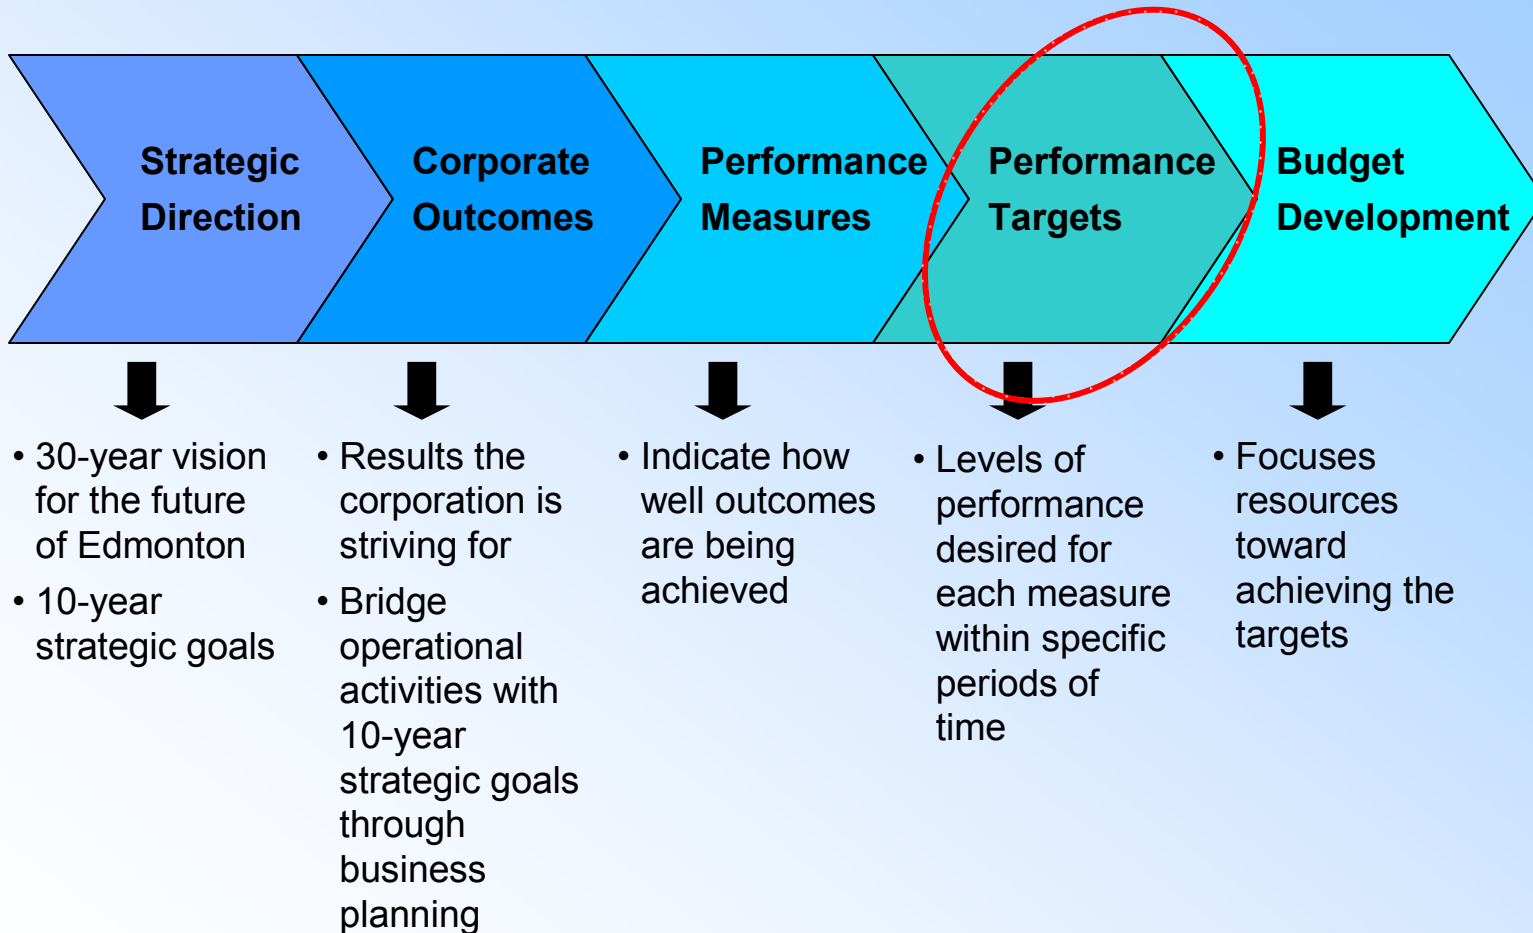 Strategic
Direction
Corporate
Outcomes
Performance
Measures
Performance
Targets
Budget
Development
• 30-year vision
for the future
of Edmonton
• 10-year
strategic goals
• Results the
corporation is
striving for
• Bridge
operational
activities with
10-year
strategic goals
through
business
planning
• Indicate how
well outcomes
are being
achieved
• Levels of
performance
desired for
each measure
within specific
periods of
time
• Focuses
resources
toward
achieving the
targets